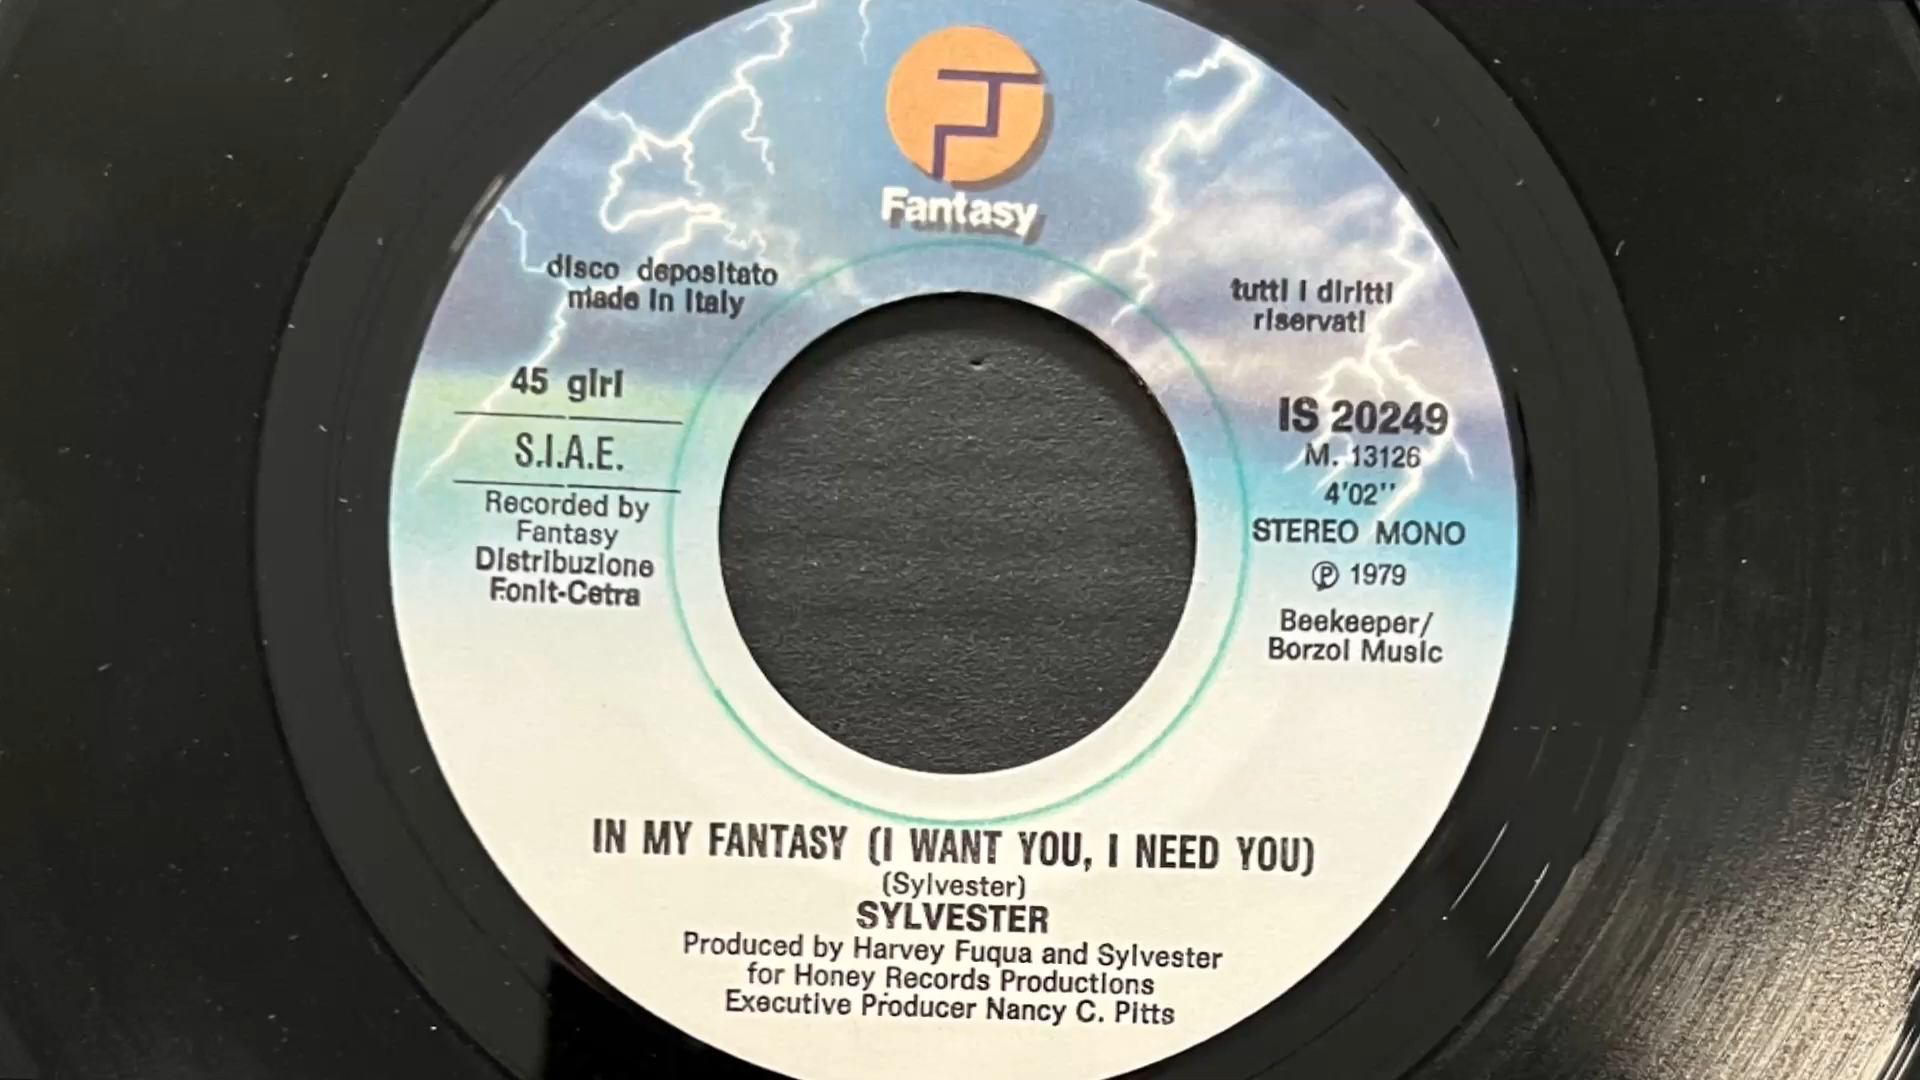 Fantasy
disco depositato
made in Italy
tutti i diritti
riservati
45 giri
S.I.A.E.
Recorded by
Fantasy
Distribuzione
Fonit-Cetra
IS 20249
M. 13126
4'02''
STEREO MONO
℗ 1979
Beekeeper/
Borzoi Music
IN MY FANTASY (I WANT YOU, I NEED YOU)
(Sylvester)
SYLVESTER
Produced by Harvey Fuqua and Sylvester
for Honey Records Productions
Executive Producer Nancy C. Pitts